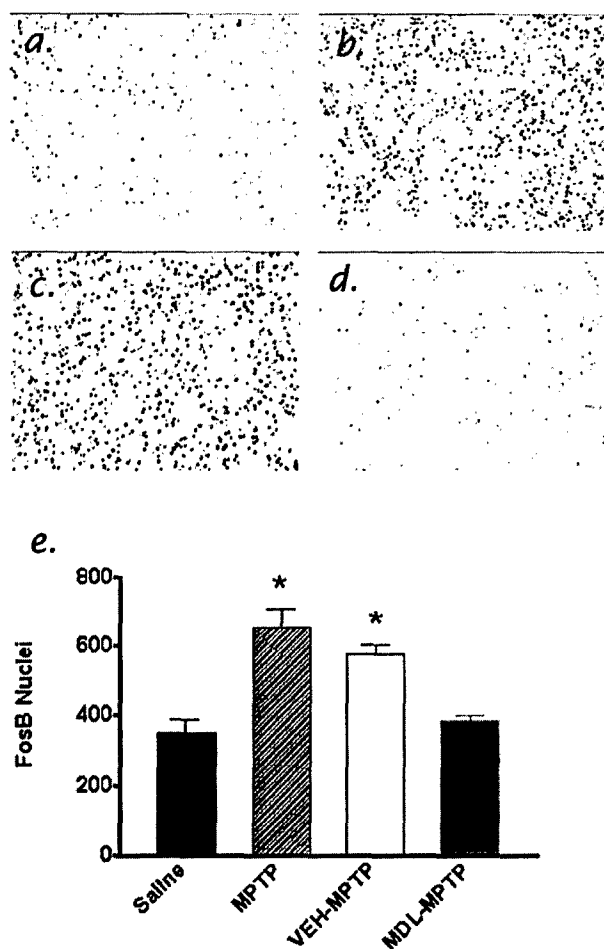 a.
b.
c.
d.
e.
800
600
400
200
0
FosB Nuclei
*
*
Saline
MPTP
VEH-MPTP
MDL-MPTP